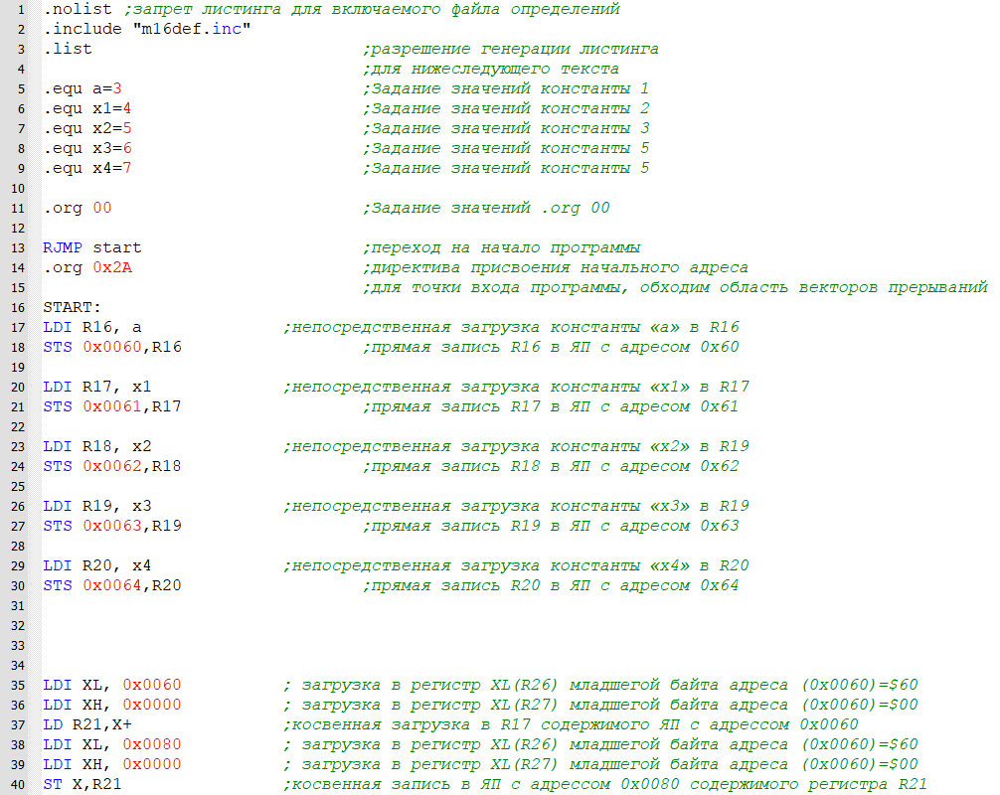 1 .nolist ;запрет листинга для включаемого файла определений
2 .include "m16def.inc"
3 .list ;разрешение генерации листинга
4 ;для нижеследующего текста
5 .equ a=3 ;Задание значений константы 1
6 .equ x1=4 ;Задание значений константы 2
7 .equ x2=5 ;Задание значений константы 3
8 .equ x3=6 ;Задание значений константы 5
9 .equ x4=7 ;Задание значений константы 5
10
11 .org 00 ;Задание значений .org 00
12
13 RJMP start ;переход на начало программы
14 .org 0x2A ;директива присвоения начального адреса
15 ;для точки входа программы, обходим область векторов прерываний
16 START:
17 LDI R16, a ;непосредственная загрузка константы «a» в R16
18 STS 0x0060,R16 ;прямая запись R16 в ЯП с адресом 0x60
19
20 LDI R17, x1 ;непосредственная загрузка константы «x1» в R17
21 STS 0x0061,R17 ;прямая запись R17 в ЯП с адресом 0x61
22
23 LDI R18, x2 ;непосредственная загрузка константы «x2» в R19
24 STS 0x0062,R18 ;прямая запись R18 в ЯП с адресом 0x62
25
26 LDI R19, x3 ;непосредственная загрузка константы «x3» в R19
27 STS 0x0063,R19 ;прямая запись R19 в ЯП с адресом 0x63
28
29 LDI R20, x4 ;непосредственная загрузка константы «x4» в R20
30 STS 0x0064,R20 ;прямая запись R20 в ЯП с адресом 0x64
31
32
33
34
35 LDI XL, 0x0060 ; загрузка в регистр XL(R26) младшегой байта адреса (0x0060)=$60
36 LDI XH, 0x0000 ; загрузка в регистр XL(R27) младшегой байта адреса (0x0060)=$00
37 LD R21,X+ ;косвенная загрузка в R17 содержимого ЯП с адрессом 0x0060
38 LDI XL, 0x0080 ; загрузка в регистр XL(R26) младшегой байта адреса (0x0060)=$60
39 LDI XH, 0x0000 ; загрузка в регистр XL(R27) младшегой байта адреса (0x0060)=$00
40 ST X,R21 ;косвенная запись в ЯП с адрессом 0x0080 содержимого регистра R21